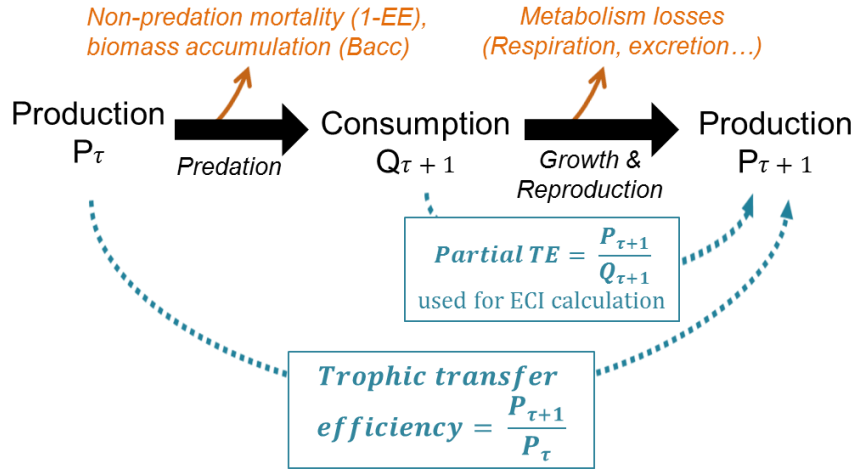 Non-predation mortality (1-EE),
biomass accumulation (Bacc)
Metabolism losses
(Respiration, excretion…)
Production
Pτ
Predation
Consumption
Qτ + 1
Growth &
Reproduction
Production
Pτ + 1
Partial TE = Pτ+1 / Qτ+1
used for ECI calculation
Trophic transfer
efficiency = Pτ+1 / Pτ